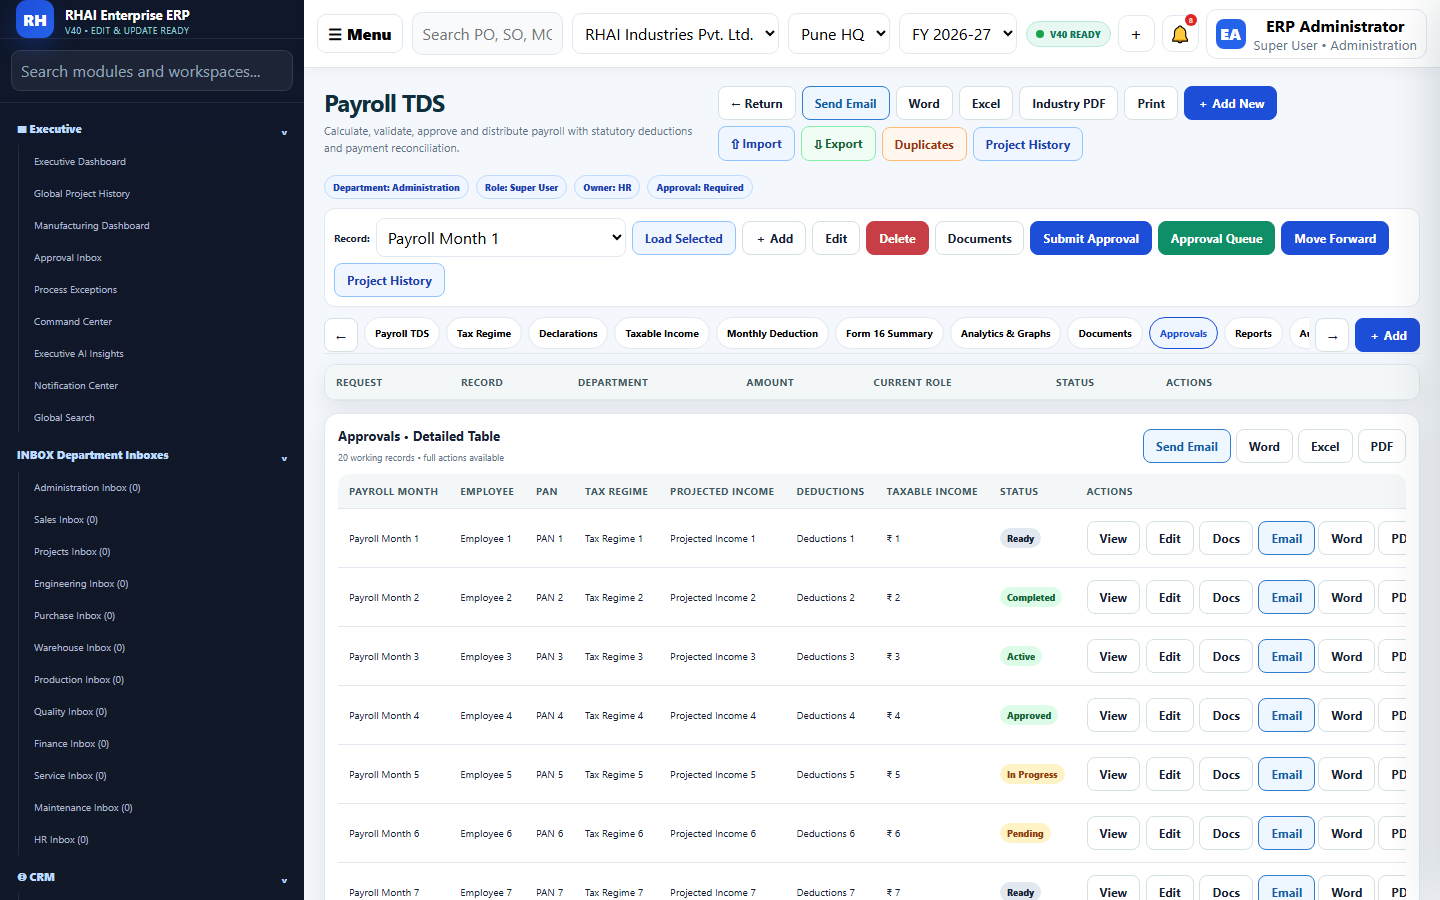 RH
RHAI Enterprise ERP
V40 • EDIT & UPDATE READY
Search modules and workspaces...
Executive
Executive Dashboard
Global Project History
Manufacturing Dashboard
Approval Inbox
Process Exceptions
Command Center
Executive AI Insights
Notification Center
Global Search
INBOX Department Inboxes
Administration Inbox (0)
Sales Inbox (0)
Projects Inbox (0)
Engineering Inbox (0)
Purchase Inbox (0)
Warehouse Inbox (0)
Production Inbox (0)
Quality Inbox (0)
Finance Inbox (0)
Service Inbox (0)
Maintenance Inbox (0)
HR Inbox (0)
CRM
☰ Menu
Search PO, SO, MC
RHAI Industries Pvt. Ltd.
Pune HQ
FY 2026-27
V40 READY
+
8
EA
ERP Administrator
Super User • Administration
Payroll TDS
Calculate, validate, approve and distribute payroll with statutory deductions
and payment reconciliation.
← Return
Send Email
Word
Excel
Industry PDF
Print
+ Add New
⇧ Import
⇩ Export
Duplicates
Project History
Department: Administration
Role: Super User
Owner: HR
Approval: Required
Record:
Payroll Month 1
Load Selected
+ Add
Edit
Delete
Documents
Submit Approval
Approval Queue
Move Forward
Project History
←
Payroll TDS
Tax Regime
Declarations
Taxable Income
Monthly Deduction
Form 16 Summary
Analytics & Graphs
Documents
Approvals
Reports
→
+ Add
REQUEST RECORD DEPARTMENT AMOUNT CURRENT ROLE STATUS ACTIONS
Approvals • Detailed Table
20 working records • full actions available
Send Email
Word
Excel
PDF
PAYROLL MONTH EMPLOYEE PAN TAX REGIME PROJECTED INCOME DEDUCTIONS TAXABLE INCOME STATUS ACTIONS
Payroll Month 1 Employee 1 PAN 1 Tax Regime 1 Projected Income 1 Deductions 1 ₹ 1 Ready View Edit Docs Email Word PD
Payroll Month 2 Employee 2 PAN 2 Tax Regime 2 Projected Income 2 Deductions 2 ₹ 2 Completed View Edit Docs Email Word PD
Payroll Month 3 Employee 3 PAN 3 Tax Regime 3 Projected Income 3 Deductions 3 ₹ 3 Active View Edit Docs Email Word PD
Payroll Month 4 Employee 4 PAN 4 Tax Regime 4 Projected Income 4 Deductions 4 ₹ 4 Approved View Edit Docs Email Word PD
Payroll Month 5 Employee 5 PAN 5 Tax Regime 5 Projected Income 5 Deductions 5 ₹ 5 In Progress View Edit Docs Email Word PD
Payroll Month 6 Employee 6 PAN 6 Tax Regime 6 Projected Income 6 Deductions 6 ₹ 6 Pending View Edit Docs Email Word PD
Payroll Month 7 Employee 7 PAN 7 Tax Regime 7 Projected Income 7 Deductions 7 ₹ 7 Ready View Edit Docs Email Word PD